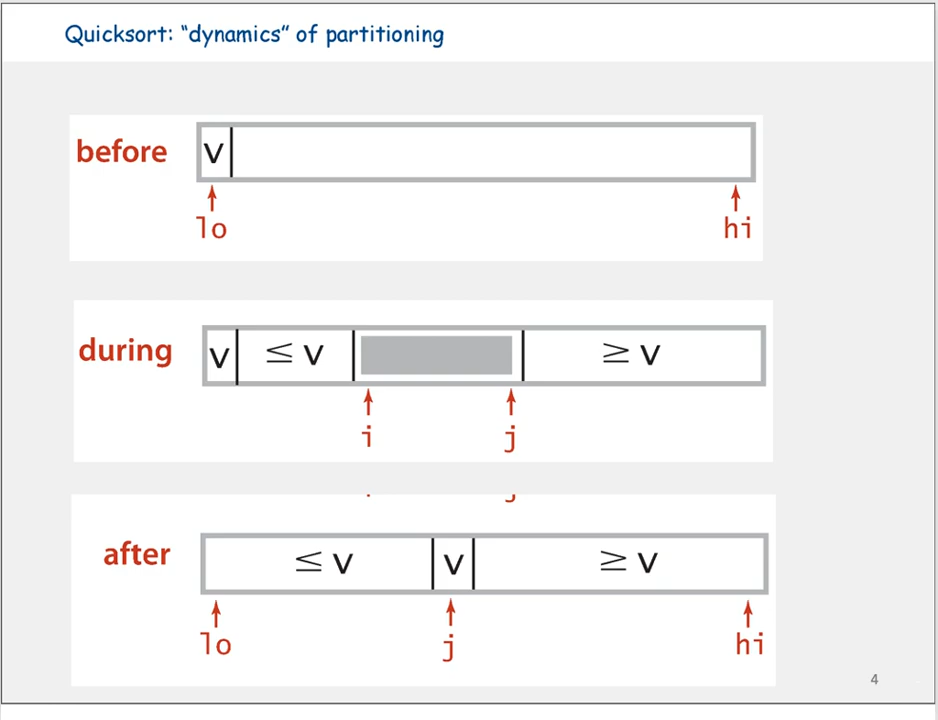 Quicksort: “dynamics” of partitioning
before
v
lo
hi
during
v
≤ v
≥ v
i
j
after
≤ v
v
≥ v
lo
j
hi
4